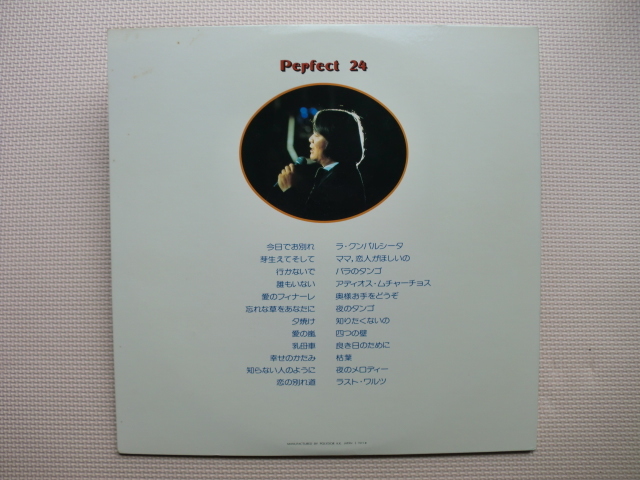 Perfect 24
今日でお別れ
芽生えてそして
行かないで
誰もいない
愛のフィナーレ
忘れな草をあなたに
夕焼け
愛の嵐
乳母車
幸せのかたみ
知らない人のように
恋の別れ道
ラ・クンパルシータ
ママ,恋人がほしいの
バラのタンゴ
アディオス・ムチャーチョス
奥様お手をどうぞ
夜のタンゴ
知りたくないの
四つの壁
良き日のために
枯葉
夜のメロディー
ラスト・ワルツ